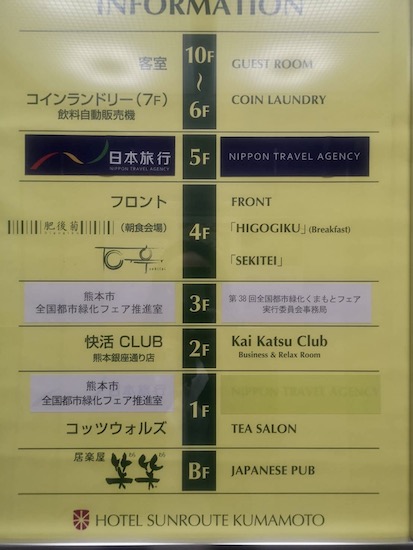 INFORMATION
客室 10F GUEST ROOM
〜
コインランドリー(7F) 6F COIN LAUNDRY
飲料自動販売機
日本旅行 5F NIPPON TRAVEL AGENCY
NIPPON TRAVEL AGENCY
フロント FRONT
肥後菊 (朝食会場) 4F 「HIGOGIKU」(Breakfast)
sekitei 「SEKITEI」
熊本市 3F 第38回全国都市緑化くまもとフェア
全国都市緑化フェア推進室 実行委員会事務局
快活 CLUB 2F Kai Katsu Club
熊本銀座通り店 Business & Relax Room
熊本市 1F NIPPON TRAVEL AGENCY
全国都市緑化フェア推進室
コッツウォルズ TEA SALON
居楽屋 笑笑 BF JAPANESE PUB
HOTEL SUNROUTE KUMAMOTO